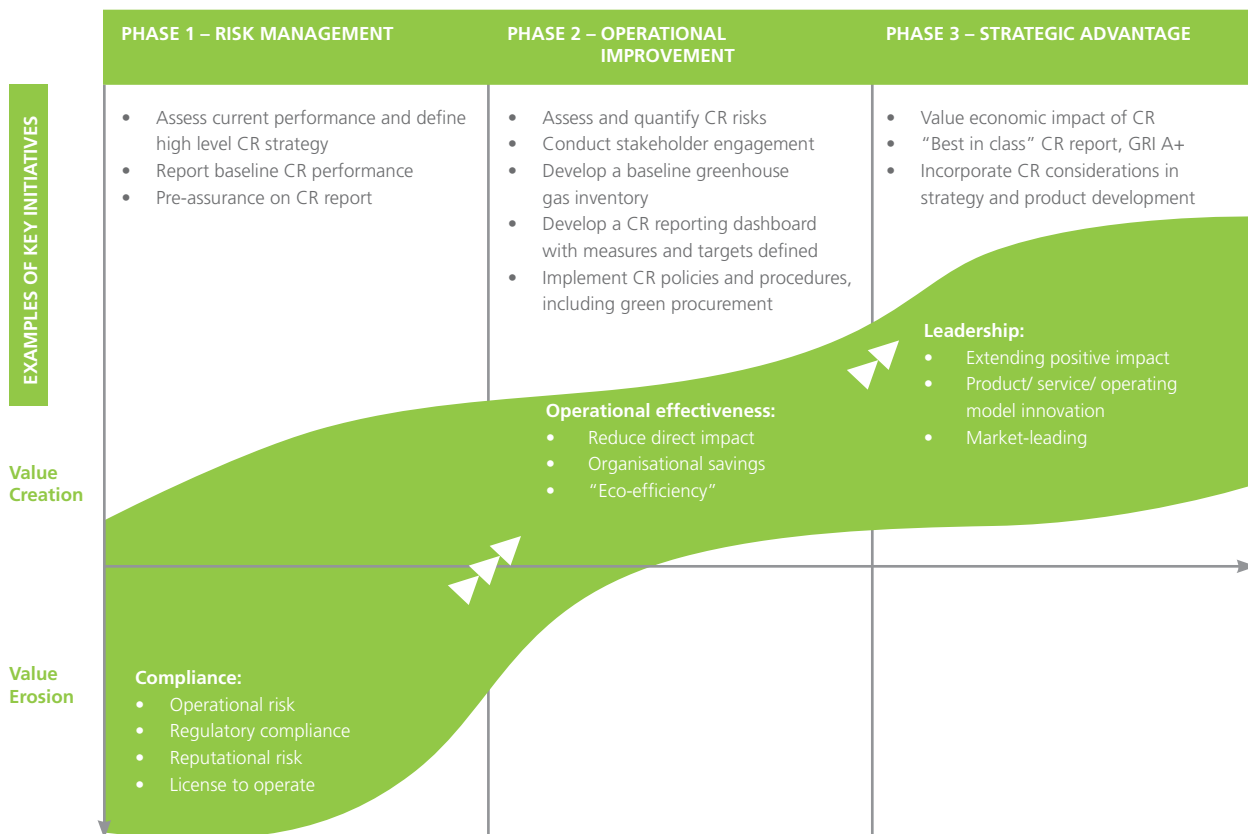 PHASE 1 – RISK MANAGEMENT
PHASE 2 – OPERATIONAL
IMPROVEMENT
PHASE 3 – STRATEGIC ADVANTAGE
EXAMPLES OF KEY INITIATIVES
• Assess current performance and define
high level CR strategy
• Report baseline CR performance
• Pre-assurance on CR report
• Assess and quantify CR risks
• Conduct stakeholder engagement
• Develop a baseline greenhouse
gas inventory
• Develop a CR reporting dashboard
with measures and targets defined
• Implement CR policies and procedures,
including green procurement
• Value economic impact of CR
• “Best in class” CR report, GRI A+
• Incorporate CR considerations in
strategy and product development
Leadership:
• Extending positive impact
• Product/ service/ operating
model innovation
• Market-leading
Operational effectiveness:
• Reduce direct impact
• Organisational savings
• “Eco-efficiency”
Value
Creation
Value
Erosion
Compliance:
• Operational risk
• Regulatory compliance
• Reputational risk
• License to operate